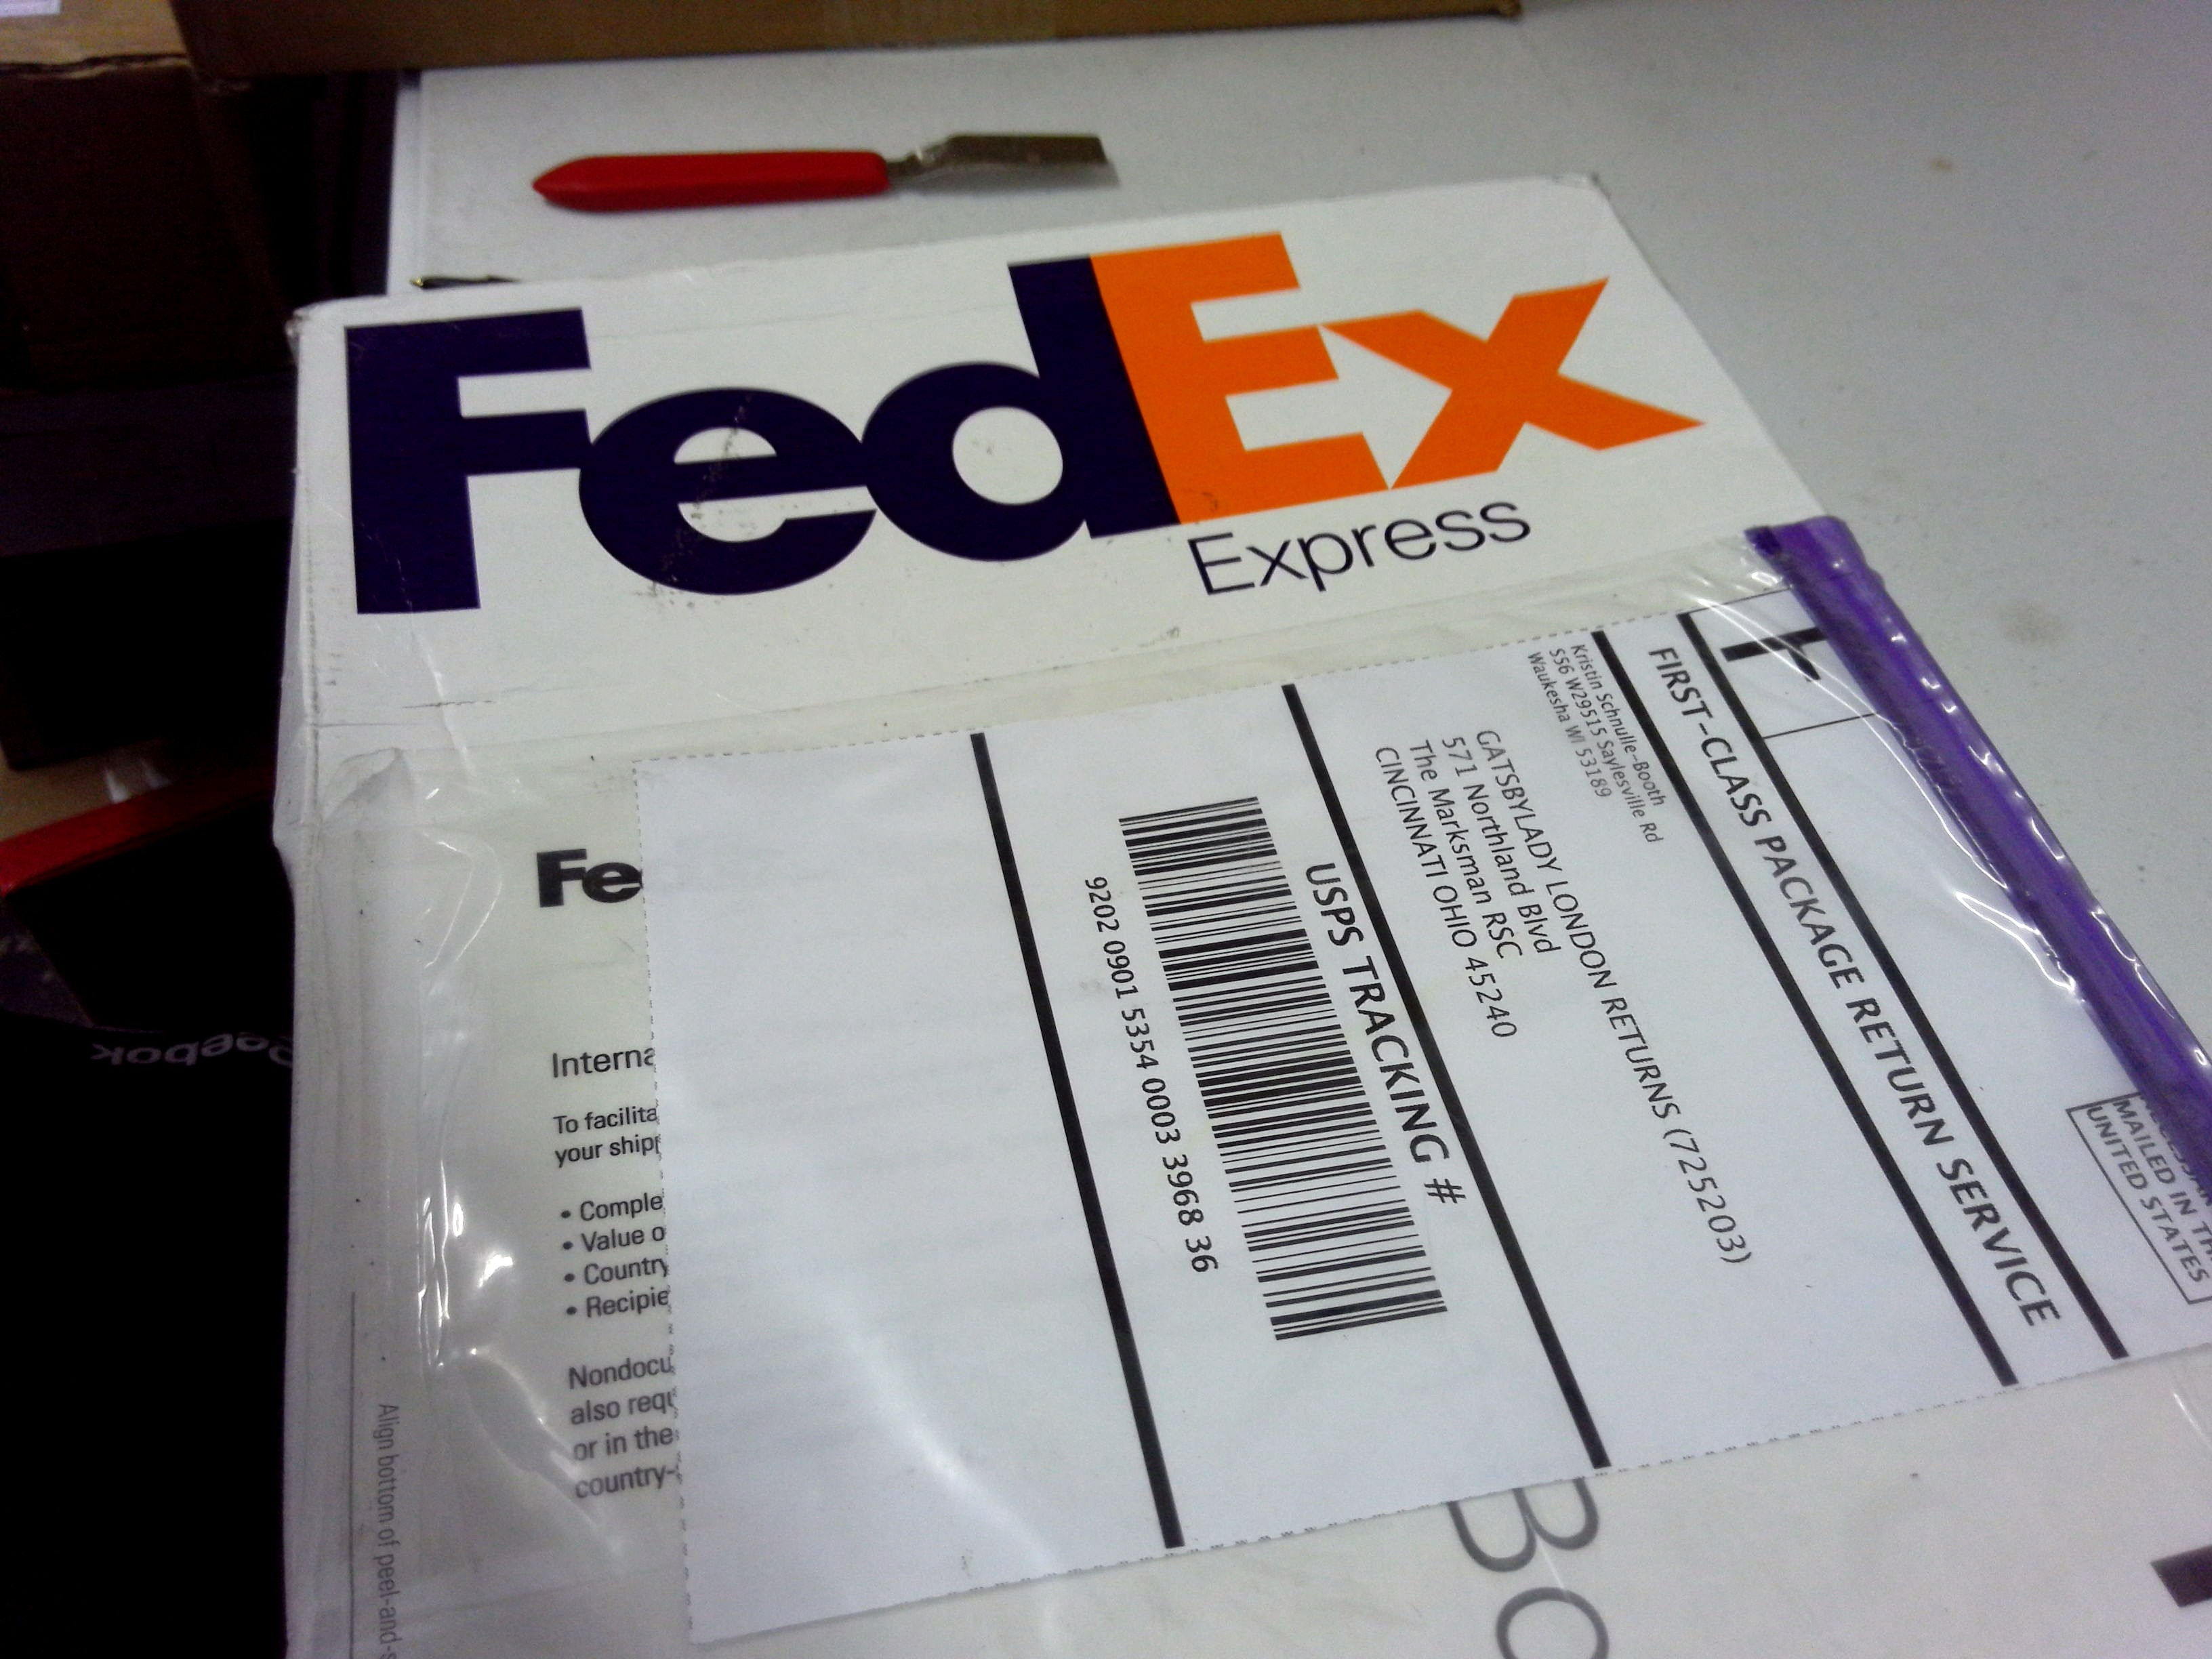 FedEx
Express
F
MAILED IN
UNITED STATES
FIRST-CLASS PACKAGE RETURN SERVICE
Kristin Schnulle-Booth
S56 W29515 Saylesville Rd
Waukesha WI 53189
GATSBYLADY LONDON RETURNS (725203)
571 Northland Blvd
The Marksman RSC
CINCINNATI OHIO 45240
USPS TRACKING #
9202 0901 5354 0003 3968 36
Fe
Interna
To facilita
your ship
• Comple
• Value o
• Country
• Recipie
Nondocu
also requ
or in the
country-
Align bottom of peel-and-s
Bo
Reebok